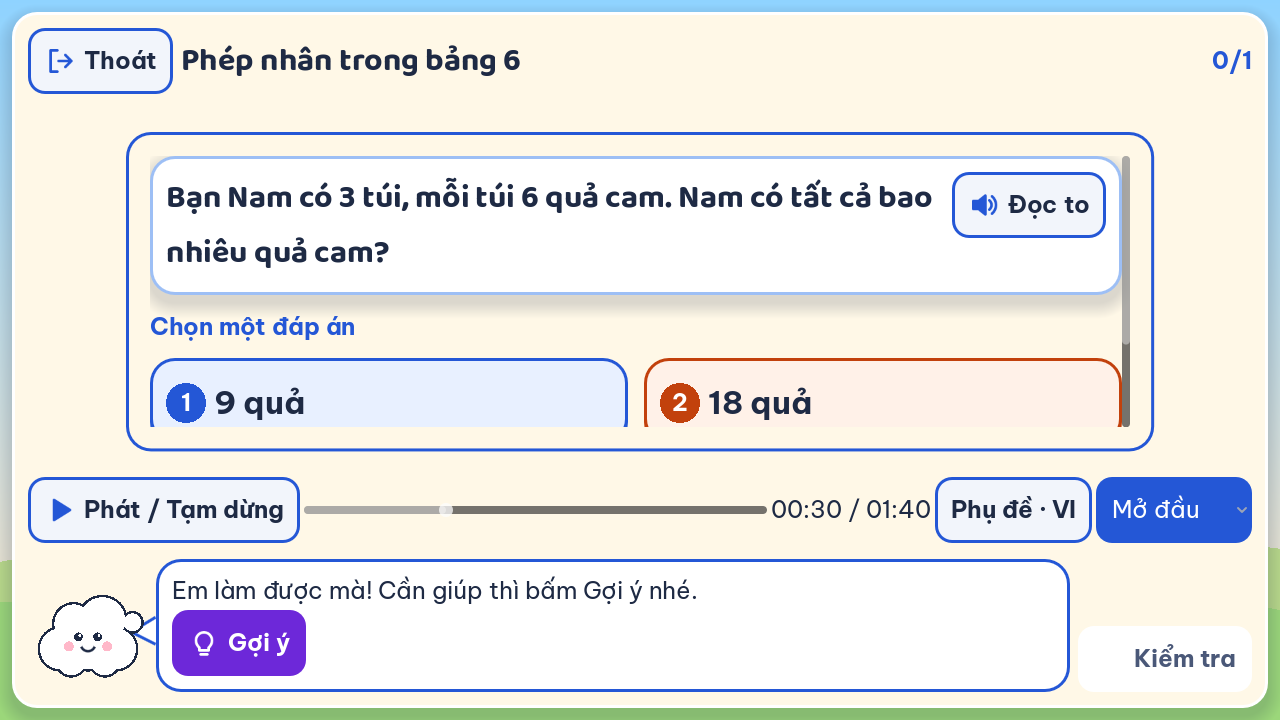 Thoát
Phép nhân trong bảng 6
0/1
Bạn Nam có 3 túi, mỗi túi 6 quả cam. Nam có tất cả bao
nhiêu quả cam?
Đọc to
Chọn một đáp án
1 9 quả
2 18 quả
Phát / Tạm dừng
00:30 / 01:40
Phụ đề · VI
Mở đầu
Em làm được mà! Cần giúp thì bấm Gợi ý nhé.
Gợi ý
Kiểm tra